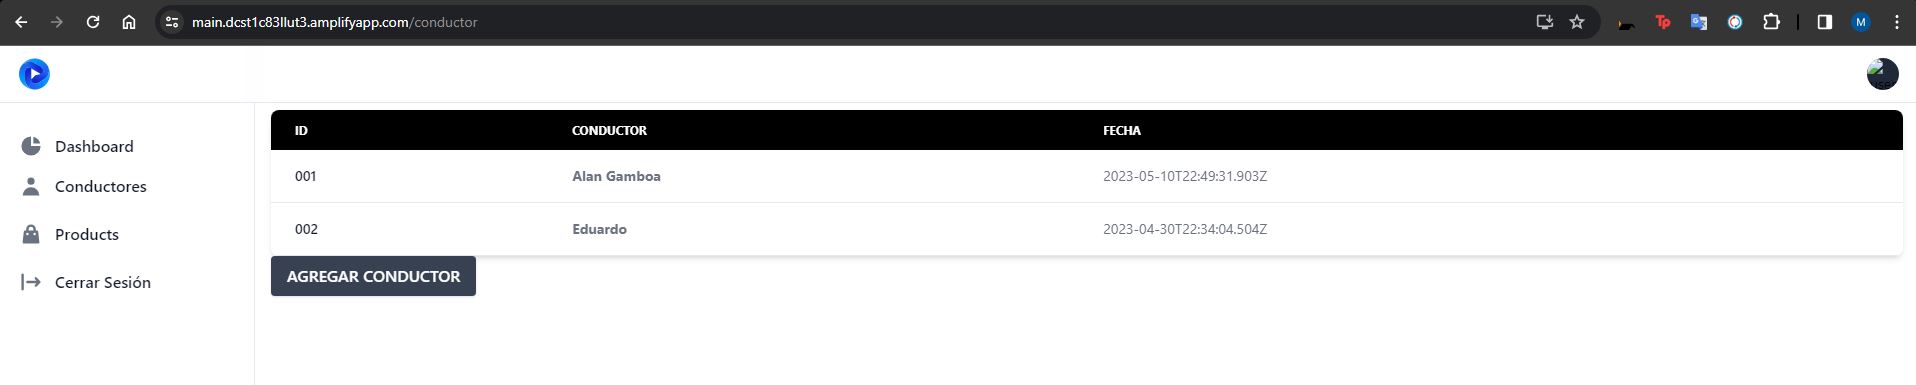 main.dcst1c83llut3.amplifyapp.com/conductor
M
ID CONDUCTOR FECHA
Dashboard
001 Alan Gamboa 2023-05-10T22:49:31.903Z
Conductores
002 Eduardo 2023-04-30T22:34:04.504Z
Products
AGREGAR CONDUCTOR
Cerrar Sesión